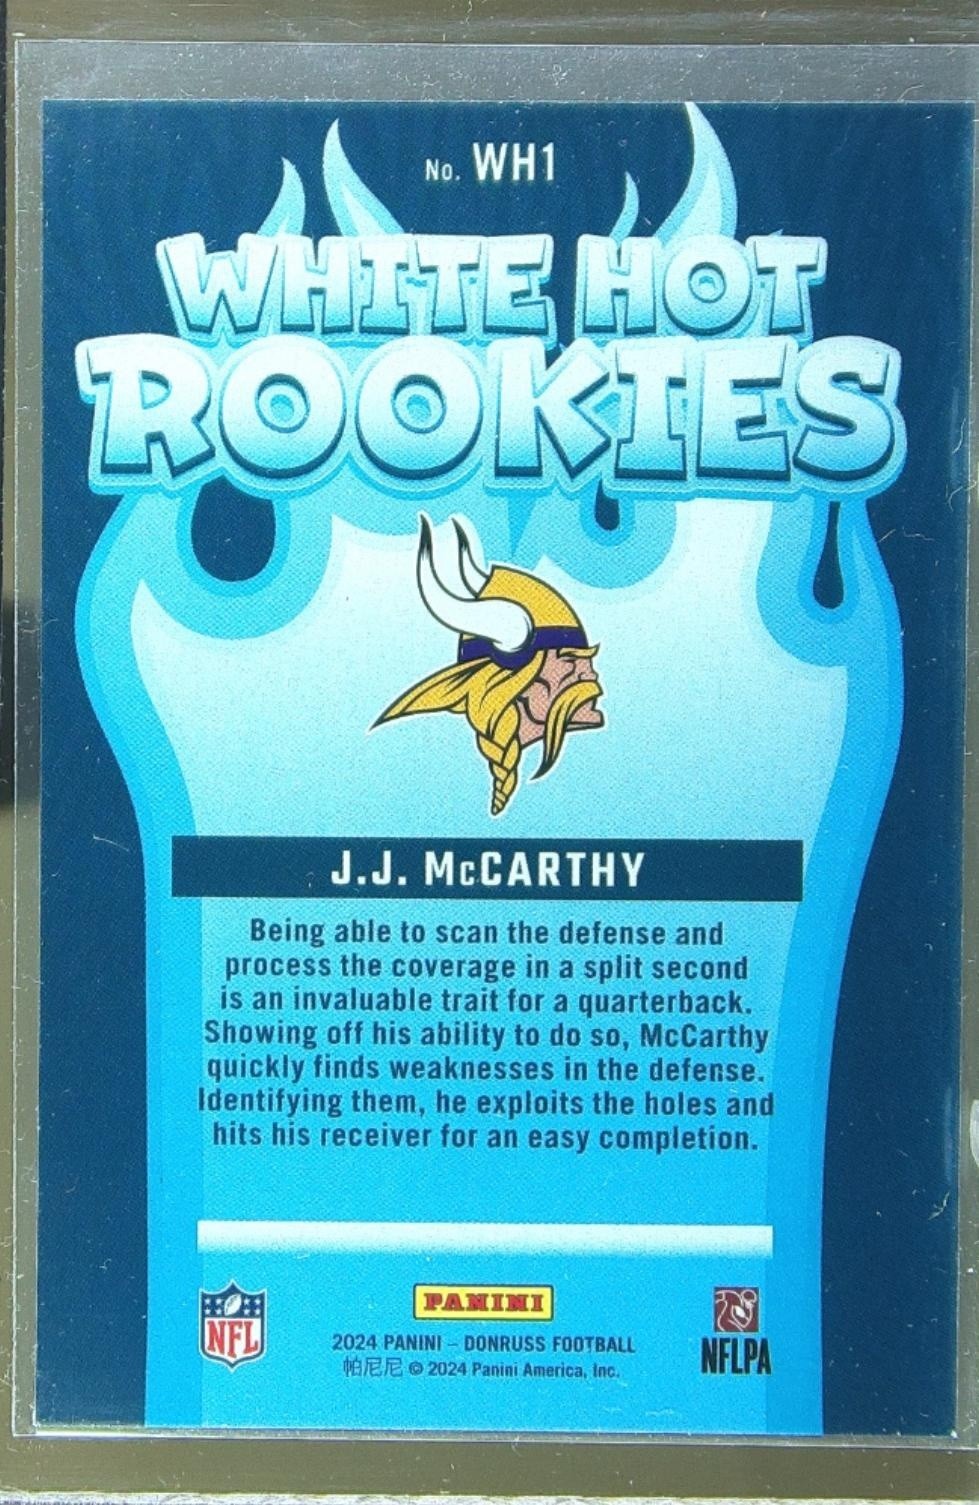 No. WH1
WHITE HOT
ROOKIES
J.J. McCARTHY
Being able to scan the defense and
process the coverage in a split second
is an invaluable trait for a quarterback.
Showing off his ability to do so, McCarthy
quickly finds weaknesses in the defense.
Identifying them, he exploits the holes and
hits his receiver for an easy completion.
NFL
PANINI
NFLPA
2024 PANINI – DONRUSS FOOTBALL
帕尼尼 © 2024 Panini America, Inc.